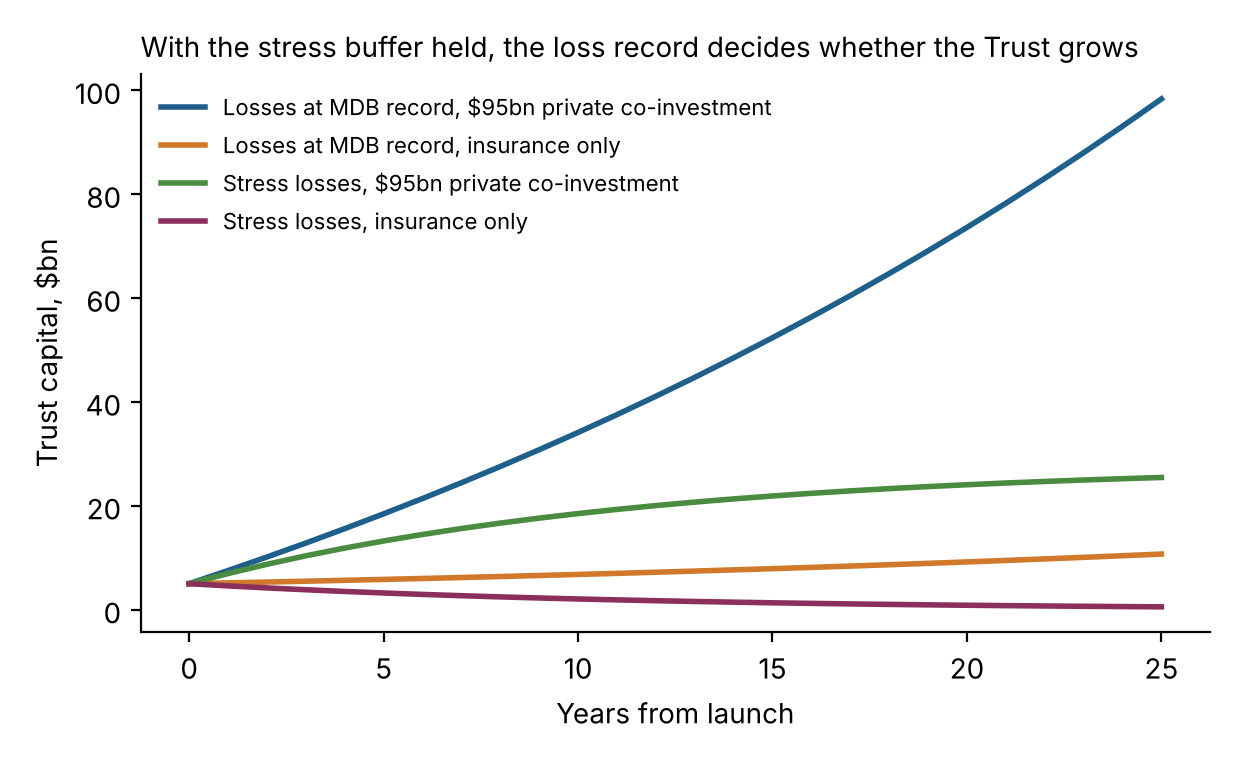 With the stress buffer held, the loss record decides whether the Trust grows
100
80
60
40
20
0
Trust capital, $bn
Losses at MDB record, $95bn private co-investment
Losses at MDB record, insurance only
Stress losses, $95bn private co-investment
Stress losses, insurance only
0 5 10 15 20 25
Years from launch